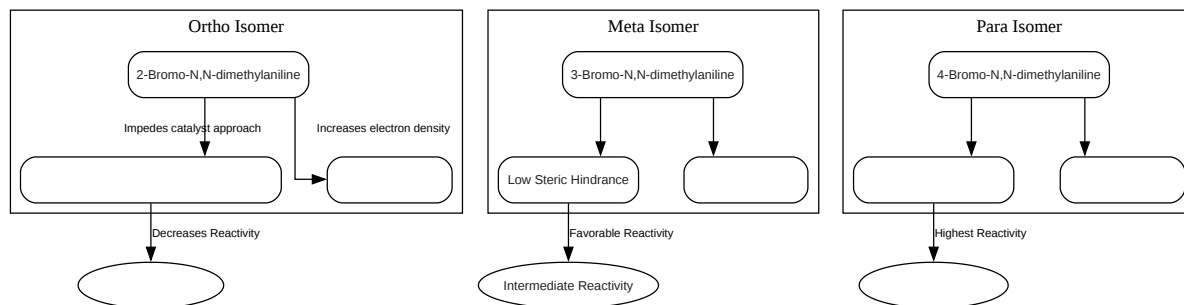 Ortho Isomer
2-Bromo-N,N-dimethylaniline
Impedes catalyst approach
Increases electron density
Decreases Reactivity
Meta Isomer
3-Bromo-N,N-dimethylaniline
Low Steric Hindrance
Favorable Reactivity
Intermediate Reactivity
Para Isomer
4-Bromo-N,N-dimethylaniline
Highest Reactivity